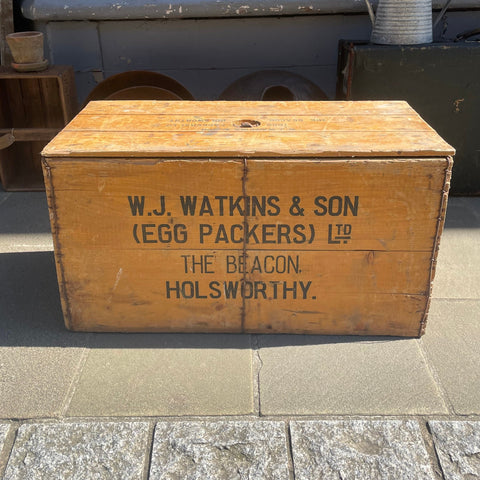 W.J. WATKINS & SON
(EGG PACKERS) LTD
THE BEACON,
HOLSWORTHY.